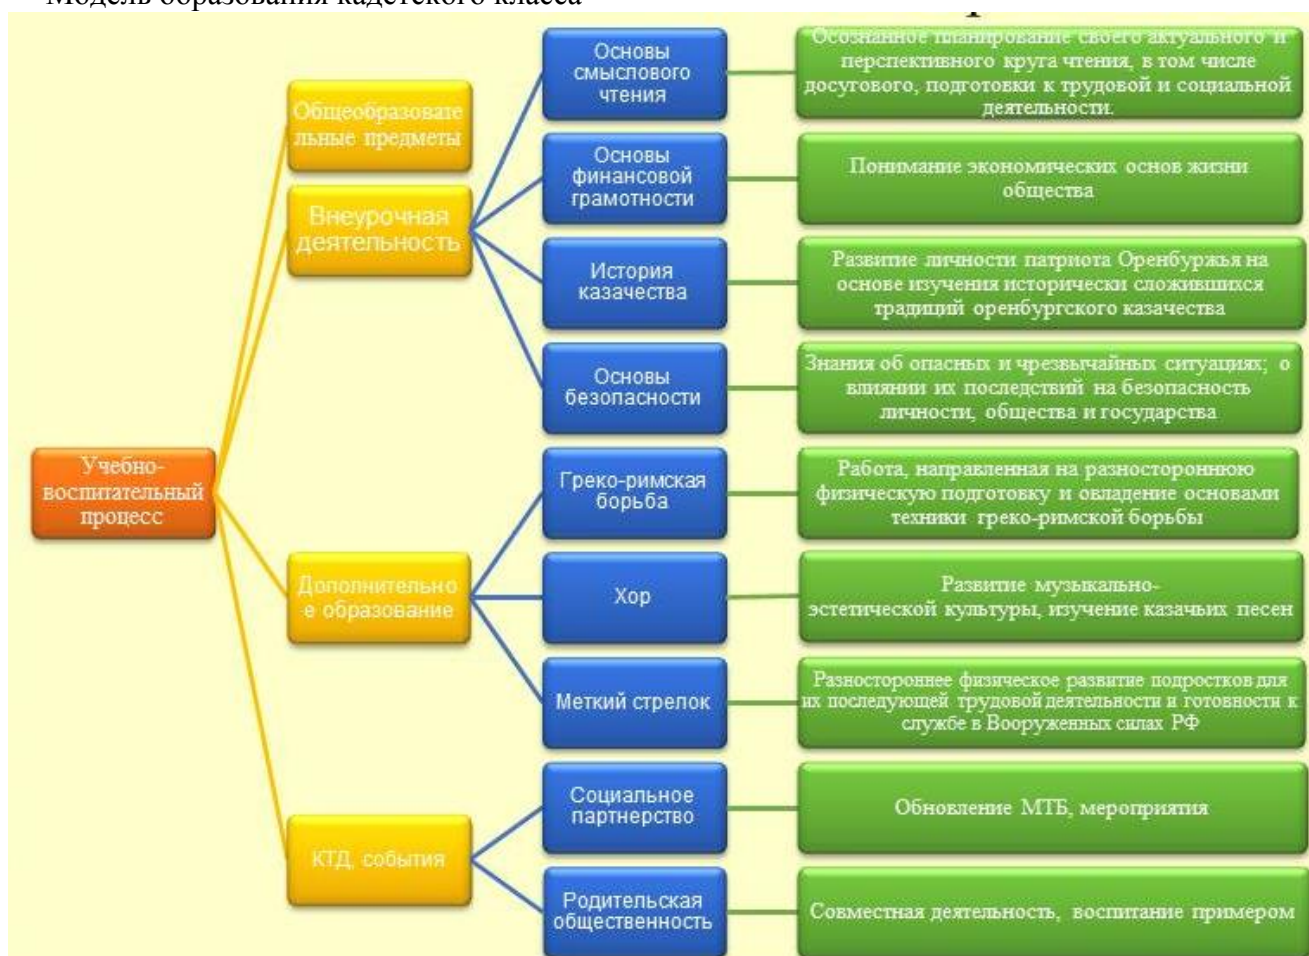 Модель образования кадетского класса
Учебно-
воспитательный
процесс
Общеобразовате
льные предметы
Внеурочная
деятельность
Дополнительно
е образование
КТД, события
Основы
смыслового
чтения
Осознанное планирование своего актуального и
перспективного круга чтения, в том числе
досугового, подготовки к трудовой и социальной
деятельности.
Основы
финансовой
грамотности
Понимание экономических основ жизни
общества
История
казачества
Развитие личности патриота Оренбуржья на
основе изучения исторически сложившихся
традиций оренбургского казачества
Основы
безопасности
Знания об опасных и чрезвычайных ситуациях; о
влиянии их последствий на безопасность
личности, общества и государства
Греко-римская
борьба
Работа, направленная на разностороннюю
физическую подготовку и овладение основами
техники греко-римской борьбы
Хор
Развитие музыкально-
эстетической культуры, изучение казачьих песен
Меткий стрелок
Разностороннее физическое развитие подростков для
их последующей трудовой деятельности и готовности к
службе в Вооруженных силах РФ
Социальное
партнерство
Обновление МТБ, мероприятия
Родительская
общественность
Совместная деятельность, воспитание примером